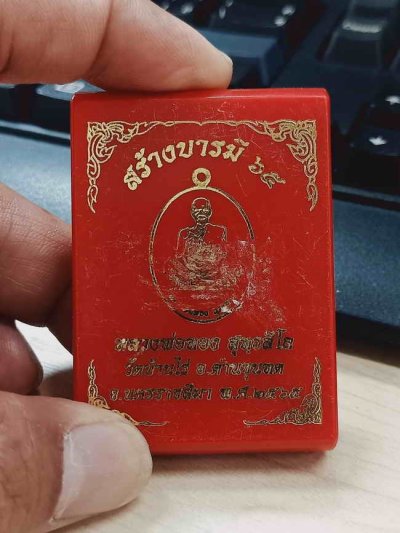 สร้างบารมี ๖๕
หลวงพ่อทอง สุทฺธสีโล
วัดบ้านไร่ อ.ด่านขุนทด
จ.นครราชสีมา พ.ศ.๒๕๖๕